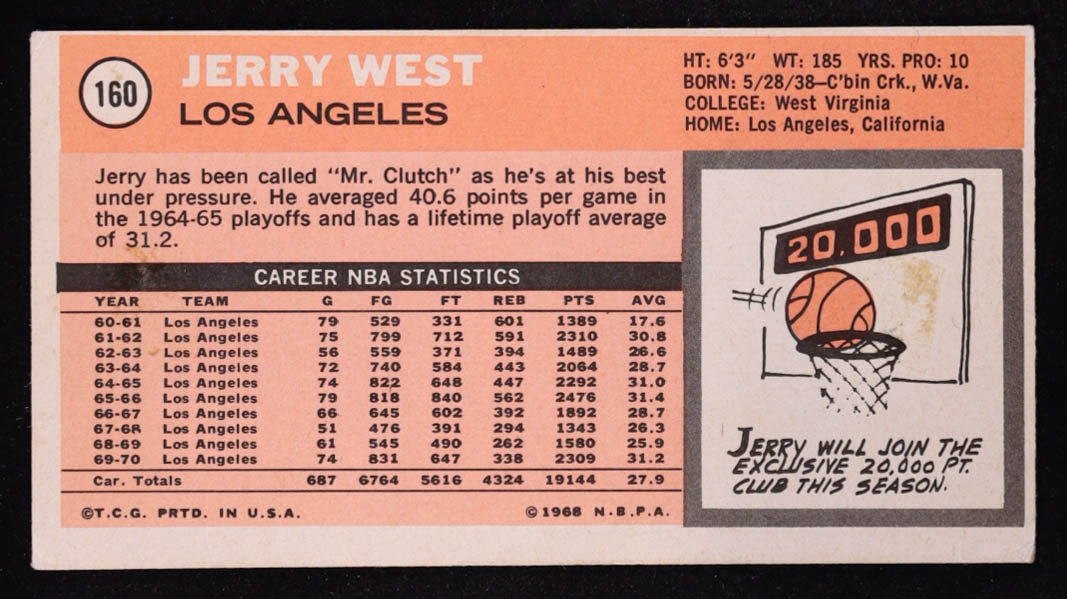 160
JERRY WEST
LOS ANGELES
HT: 6'3" WT: 185 YRS. PRO: 10
BORN: 5/28/38—C'bin Crk., W.Va.
COLLEGE: West Virginia
HOME: Los Angeles, California
Jerry has been called "Mr. Clutch" as he's at his best
under pressure. He averaged 40.6 points per game in
the 1964-65 playoffs and has a lifetime playoff average
of 31.2.
CAREER NBA STATISTICS
YEAR TEAM G FG FT REB PTS AVG
60-61 Los Angeles 79 529 331 601 1389 17.6
61-62 Los Angeles 75 799 712 591 2310 30.8
62-63 Los Angeles 56 559 371 394 1489 26.6
63-64 Los Angeles 72 740 584 443 2064 28.7
64-65 Los Angeles 74 822 648 447 2292 31.0
65-66 Los Angeles 79 818 840 562 2476 31.4
66-67 Los Angeles 66 645 602 392 1892 28.7
67-68 Los Angeles 51 476 391 294 1343 26.3
68-69 Los Angeles 61 545 490 262 1580 25.9
69-70 Los Angeles 74 831 647 338 2309 31.2
Car. Totals 687 6764 5616 4324 19144 27.9
©T.C.G. PRTD. IN U.S.A. ©1968 N.B.P.A.
20,000
JERRY WILL JOIN THE
EXCLUSIVE 20,000 PT.
CLUB THIS SEASON.